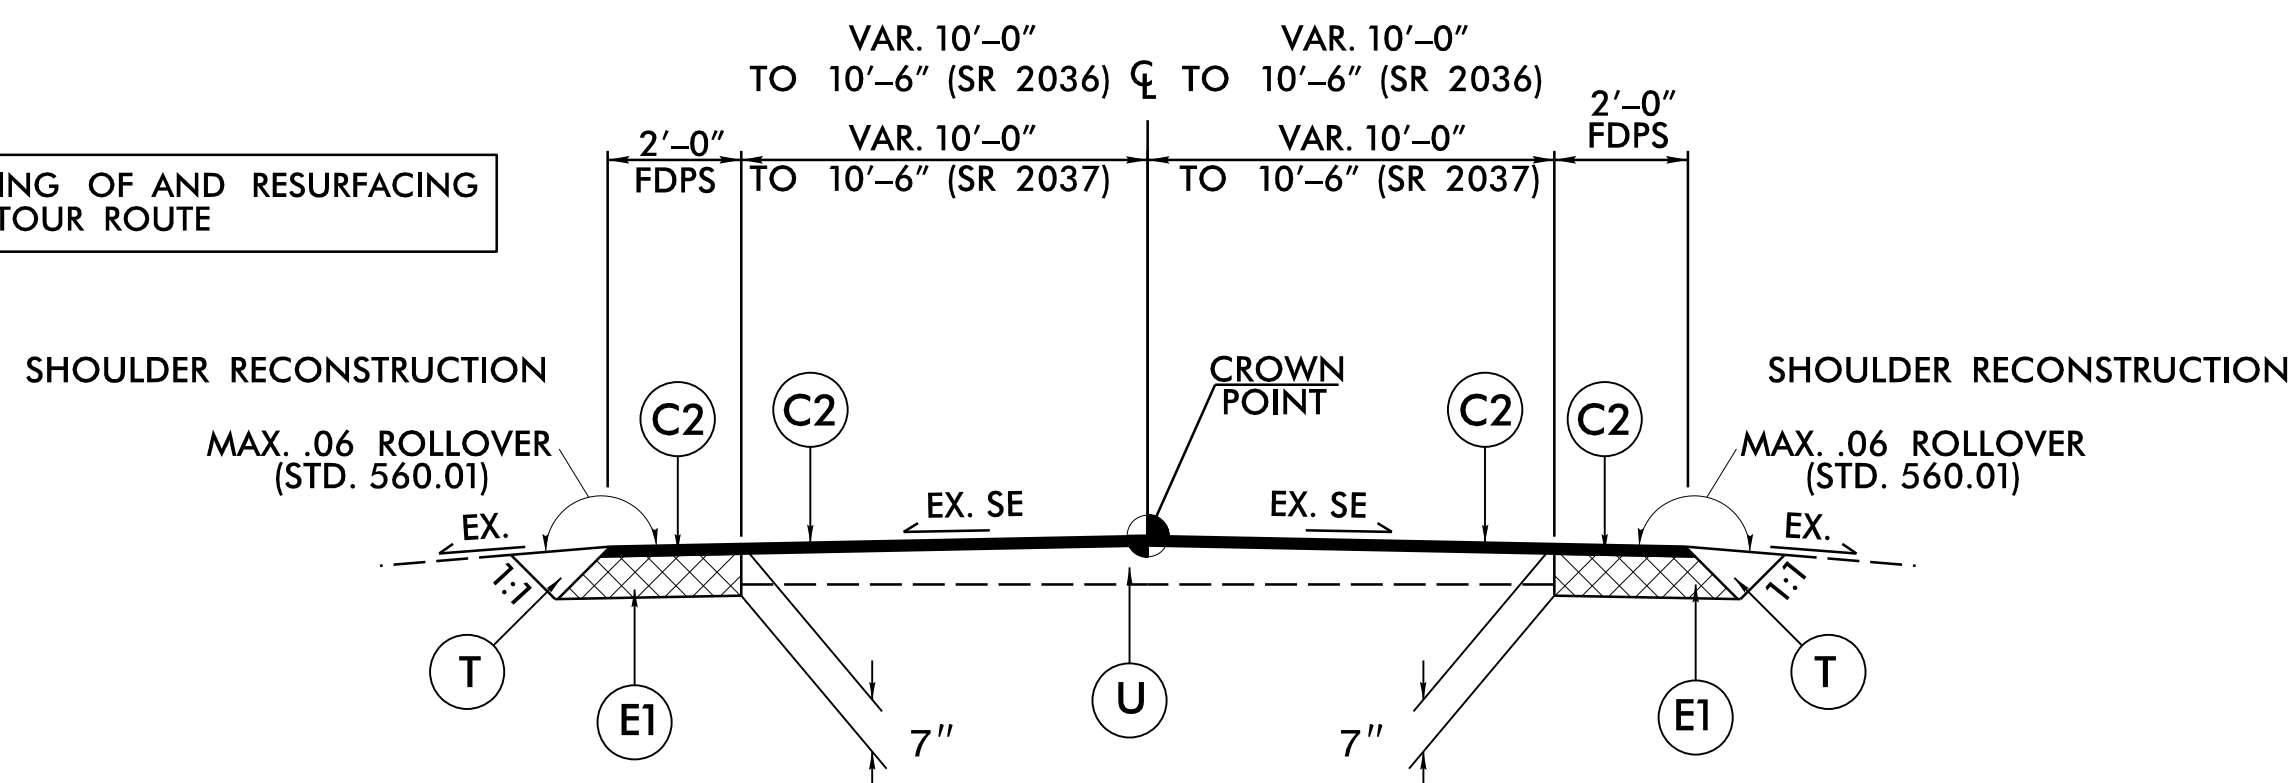 VAR. 10'–0"
TO 10'–6" (SR 2036)
℄
VAR. 10'–0"
TO 10'–6" (SR 2036)
2'–0"
FDPS
VAR. 10'–0"
TO 10'–6" (SR 2037)
VAR. 10'–0"
TO 10'–6" (SR 2037)
2'–0"
FDPS
ING OF AND RESURFACING
TOUR ROUTE
SHOULDER RECONSTRUCTION
CROWN
POINT
SHOULDER RECONSTRUCTION
C2
C2
C2
C2
MAX. .06 ROLLOVER
(STD. 560.01)
MAX. .06 ROLLOVER
(STD. 560.01)
EX.
EX. SE
EX. SE
EX.
1:1
1:1
T
E1
7"
U
7"
E1
T